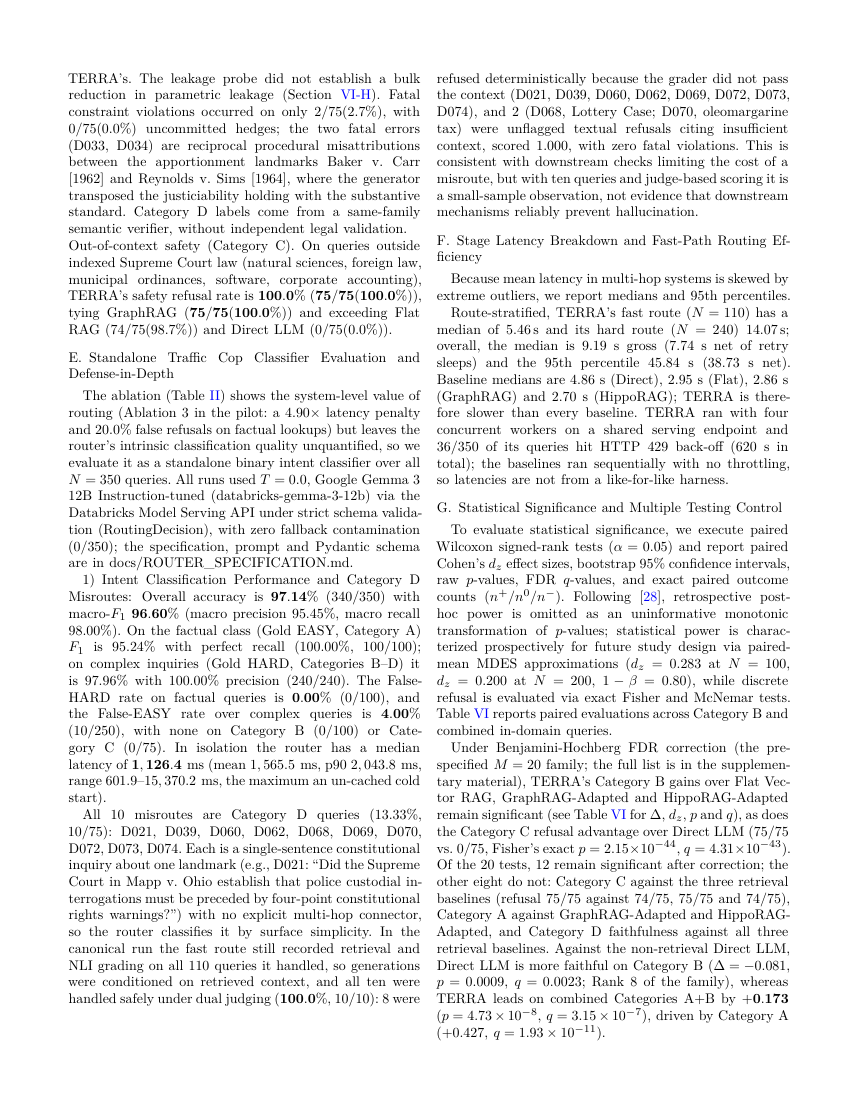 TERRA's. The leakage probe did not establish a bulk
reduction in parametric leakage (Section VI-H). Fatal
constraint violations occurred on only 2/75(2.7%), with
0/75(0.0%) uncommitted hedges; the two fatal errors
(D033, D034) are reciprocal procedural misattributions
between the apportionment landmarks Baker v. Carr
[1962] and Reynolds v. Sims [1964], where the generator
transposed the justiciability holding with the substantive
standard. Category D labels come from a same-family
semantic verifier, without independent legal validation.
Out-of-context safety (Category C). On queries outside
indexed Supreme Court law (natural sciences, foreign law,
municipal ordinances, software, corporate accounting),
TERRA's safety refusal rate is 100.0% (75/75(100.0%)),
tying GraphRAG (75/75(100.0%)) and exceeding Flat
RAG (74/75(98.7%)) and Direct LLM (0/75(0.0%)).
E. Standalone Traffic Cop Classifier Evaluation and
Defense-in-Depth
The ablation (Table II) shows the system-level value of
routing (Ablation 3 in the pilot: a 4.90× latency penalty
and 20.0% false refusals on factual lookups) but leaves the
router's intrinsic classification quality unquantified, so we
evaluate it as a standalone binary intent classifier over all
N = 350 queries. All runs used T = 0.0, Google Gemma 3
12B Instruction-tuned (databricks-gemma-3-12b) via the
Databricks Model Serving API under strict schema valida-
tion (RoutingDecision), with zero fallback contamination
(0/350); the specification, prompt and Pydantic schema
are in docs/ROUTER_SPECIFICATION.md.
1) Intent Classification Performance and Category D
Misroutes: Overall accuracy is 97.14% (340/350) with
macro-F1 96.60% (macro precision 95.45%, macro recall
98.00%). On the factual class (Gold EASY, Category A)
F1 is 95.24% with perfect recall (100.00%, 100/100);
on complex inquiries (Gold HARD, Categories B–D) it
is 97.96% with 100.00% precision (240/240). The False-
HARD rate on factual queries is 0.00% (0/100), and
the False-EASY rate over complex queries is 4.00%
(10/250), with none on Category B (0/100) or Cate-
gory C (0/75). In isolation the router has a median
latency of 1,126.4 ms (mean 1,565.5 ms, p90 2,043.8 ms,
range 601.9–15,370.2 ms, the maximum an un-cached cold
start).
All 10 misroutes are Category D queries (13.33%,
10/75): D021, D039, D060, D062, D068, D069, D070,
D072, D073, D074. Each is a single-sentence constitutional
inquiry about one landmark (e.g., D021: “Did the Supreme
Court in Mapp v. Ohio establish that police custodial in-
terrogations must be preceded by four-point constitutional
rights warnings?”) with no explicit multi-hop connector,
so the router classifies it by surface simplicity. In the
canonical run the fast route still recorded retrieval and
NLI grading on all 110 queries it handled, so generations
were conditioned on retrieved context, and all ten were
handled safely under dual judging (100.0%, 10/10): 8 were
refused deterministically because the grader did not pass
the context (D021, D039, D060, D062, D069, D072, D073,
D074), and 2 (D068, Lottery Case; D070, oleomargarine
tax) were unflagged textual refusals citing insufficient
context, scored 1.000, with zero fatal violations. This is
consistent with downstream checks limiting the cost of a
misroute, but with ten queries and judge-based scoring it is
a small-sample observation, not evidence that downstream
mechanisms reliably prevent hallucination.
F. Stage Latency Breakdown and Fast-Path Routing Ef-
ficiency
Because mean latency in multi-hop systems is skewed by
extreme outliers, we report medians and 95th percentiles.
Route-stratified, TERRA's fast route (N = 110) has a
median of 5.46 s and its hard route (N = 240) 14.07 s;
overall, the median is 9.19 s gross (7.74 s net of retry
sleeps) and the 95th percentile 45.84 s (38.73 s net).
Baseline medians are 4.86 s (Direct), 2.95 s (Flat), 2.86 s
(GraphRAG) and 2.70 s (HippoRAG); TERRA is there-
fore slower than every baseline. TERRA ran with four
concurrent workers on a shared serving endpoint and
36/350 of its queries hit HTTP 429 back-off (620 s in
total); the baselines ran sequentially with no throttling,
so latencies are not from a like-for-like harness.
G. Statistical Significance and Multiple Testing Control
To evaluate statistical significance, we execute paired
Wilcoxon signed-rank tests (α = 0.05) and report paired
Cohen's dz effect sizes, bootstrap 95% confidence intervals,
raw p-values, FDR q-values, and exact paired outcome
counts (n+/n0/n−). Following [28], retrospective post-
hoc power is omitted as an uninformative monotonic
transformation of p-values; statistical power is charac-
terized prospectively for future study design via paired-
mean MDES approximations (dz = 0.283 at N = 100,
dz = 0.200 at N = 200, 1 − β = 0.80), while discrete
refusal is evaluated via exact Fisher and McNemar tests.
Table VI reports paired evaluations across Category B and
combined in-domain queries.
Under Benjamini-Hochberg FDR correction (the pre-
specified M = 20 family; the full list is in the supplemen-
tary material), TERRA's Category B gains over Flat Vec-
tor RAG, GraphRAG-Adapted and HippoRAG-Adapted
remain significant (see Table VI for Δ, dz, p and q), as does
the Category C refusal advantage over Direct LLM (75/75
vs. 0/75, Fisher's exact p = 2.15×10−44, q = 4.31×10−43).
Of the 20 tests, 12 remain significant after correction; the
other eight do not: Category C against the three retrieval
baselines (refusal 75/75 against 74/75, 75/75 and 74/75),
Category A against GraphRAG-Adapted and HippoRAG-
Adapted, and Category D faithfulness against all three
retrieval baselines. Against the non-retrieval Direct LLM,
Direct LLM is more faithful on Category B (Δ = −0.081,
p = 0.0009, q = 0.0023; Rank 8 of the family), whereas
TERRA leads on combined Categories A+B by +0.173
(p = 4.73 × 10−8, q = 3.15 × 10−7), driven by Category A
(+0.427, q = 1.93 × 10−11).